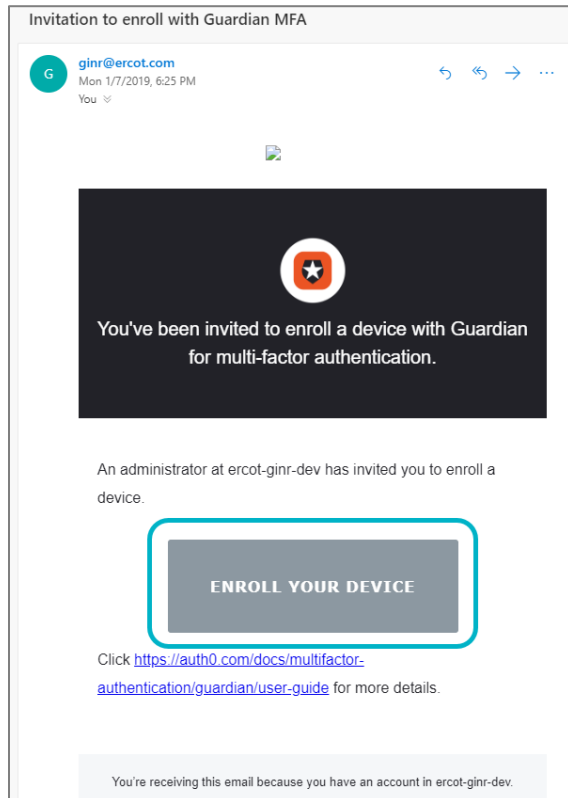 Invitation to enroll with Guardian MFA
G
ginr@ercot.com
Mon 1/7/2019, 6:25 PM
You
You've been invited to enroll a device with Guardian
for multi-factor authentication.
An administrator at ercot-ginr-dev has invited you to enroll a
device.
ENROLL YOUR DEVICE
Click https://auth0.com/docs/multifactor-
authentication/guardian/user-guide for more details.
You're receiving this email because you have an account in ercot-ginr-dev.